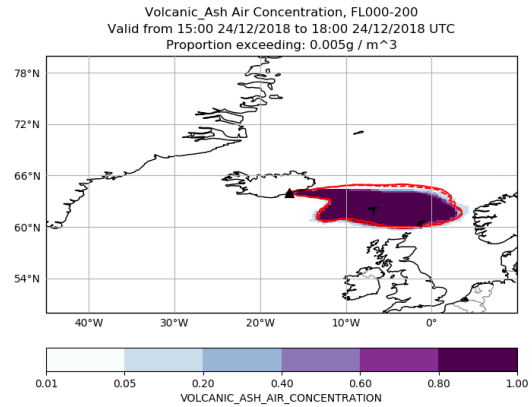 Volcanic_Ash Air Concentration, FL000-200
Valid from 15:00 24/12/2018 to 18:00 24/12/2018 UTC
Proportion exceeding: 0.005g / m^3
78°N
72°N
66°N
60°N
54°N
40°W 30°W 20°W 10°W 0°
0.01 0.05 0.20 0.40 0.60 0.80 1.00
VOLCANIC_ASH_AIR_CONCENTRATION